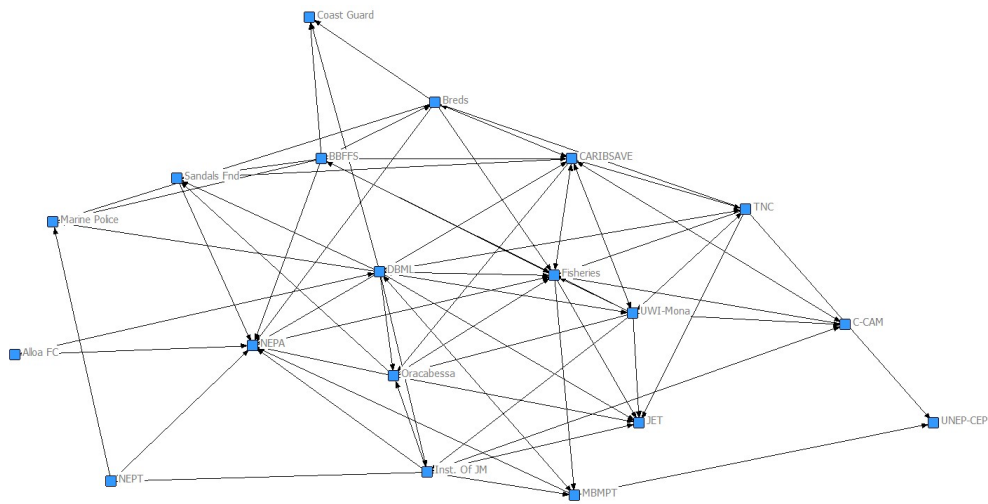 Coast Guard
Breds
BBFFS
CARIBSAVE
Sandals Fnd
TNC
Marine Police
DBML
Fisheries
UWI-Mona
C-CAM
NEPA
Alloa FC
Oracabessa
JET
UNEP-CEP
Inst. Of JM
NEPT
MBMPT